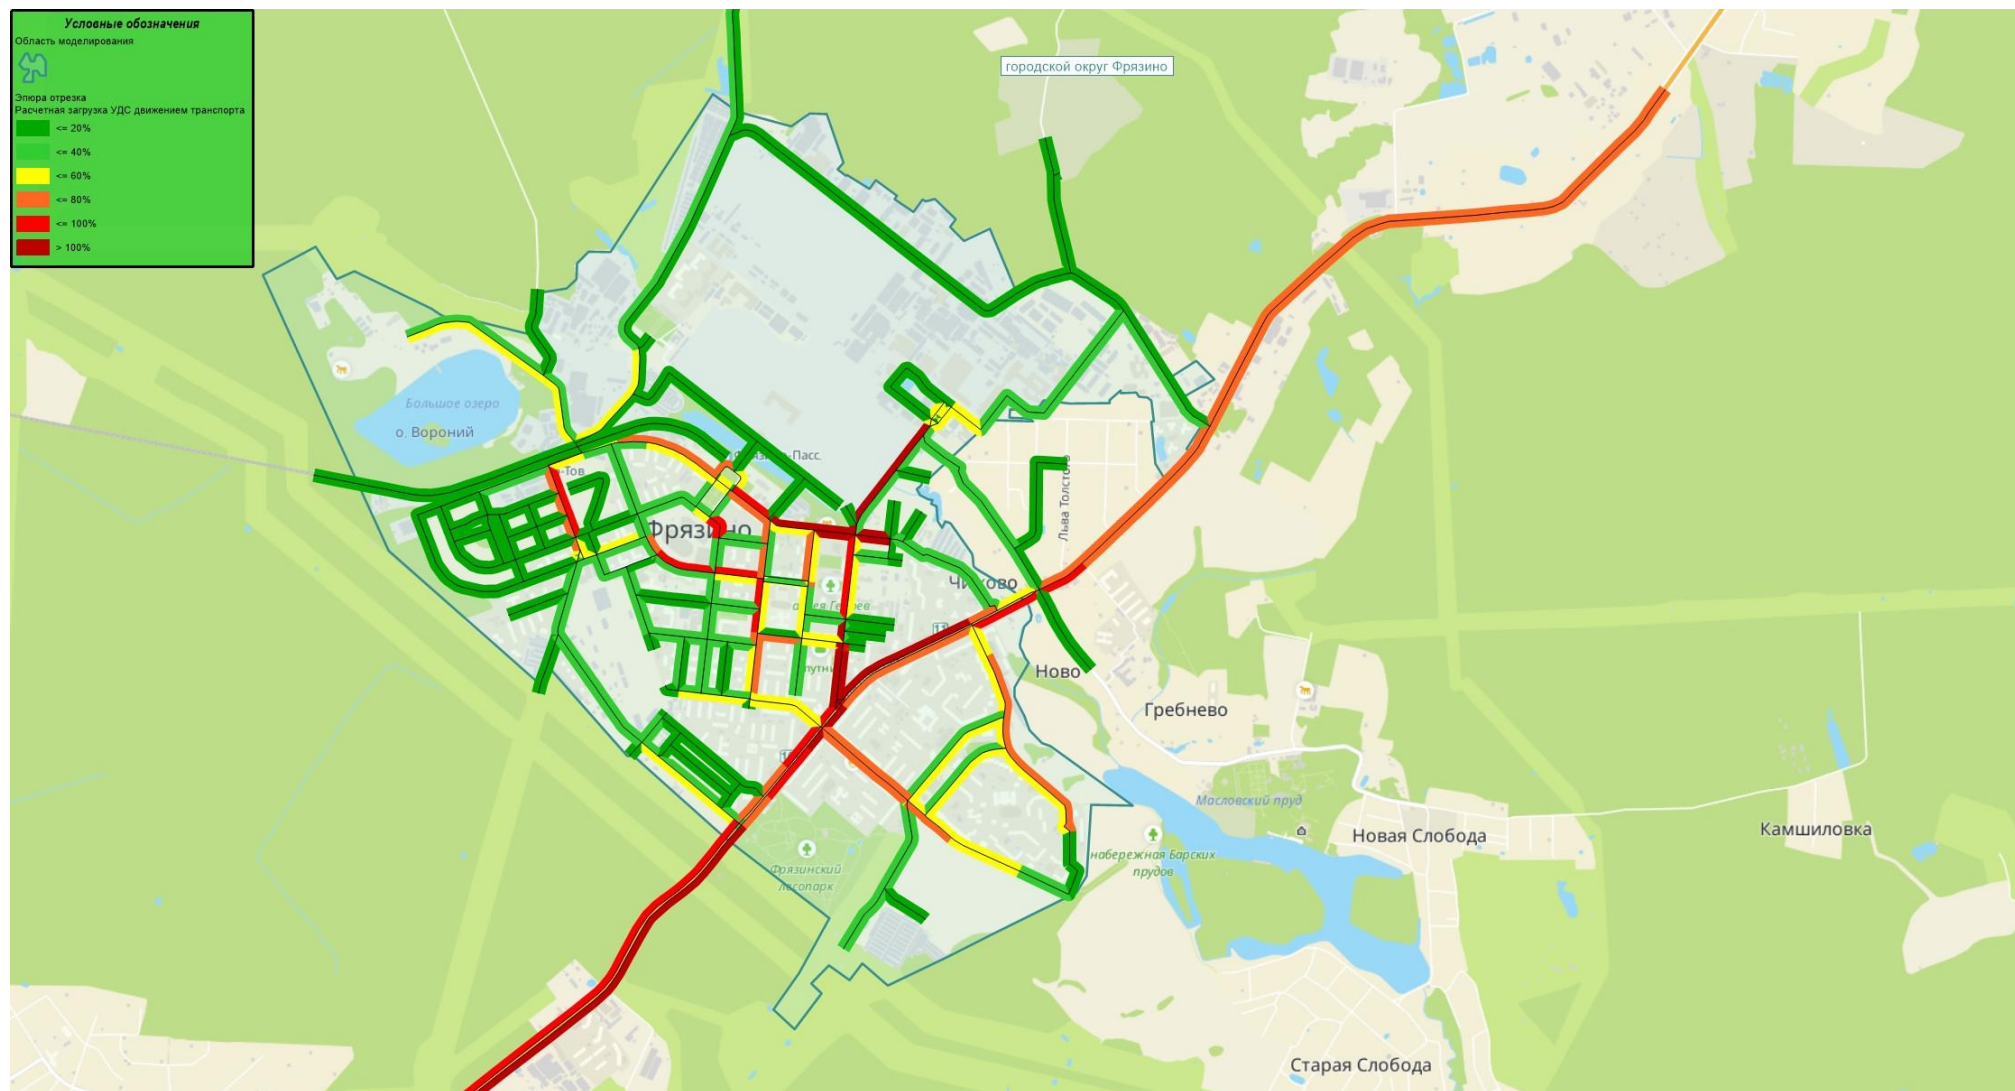 Условные обозначения
Область моделирования
Эпюра отрезка
Расчетная загрузка УДС движением транспорта
<= 20%
<= 40%
<= 60%
<= 80%
<= 100%
> 100%
городской округ Фрязино
Большое озеро
о. Вороний
-Тов
-Пасс.
Фрязино
Льва Толстого
11
Ново
Гребнево
Масловский пруд
Новая Слобода
Камшиловка
набережная Барских
прудов
Фрязинский
лесопарк
Старая Слобода